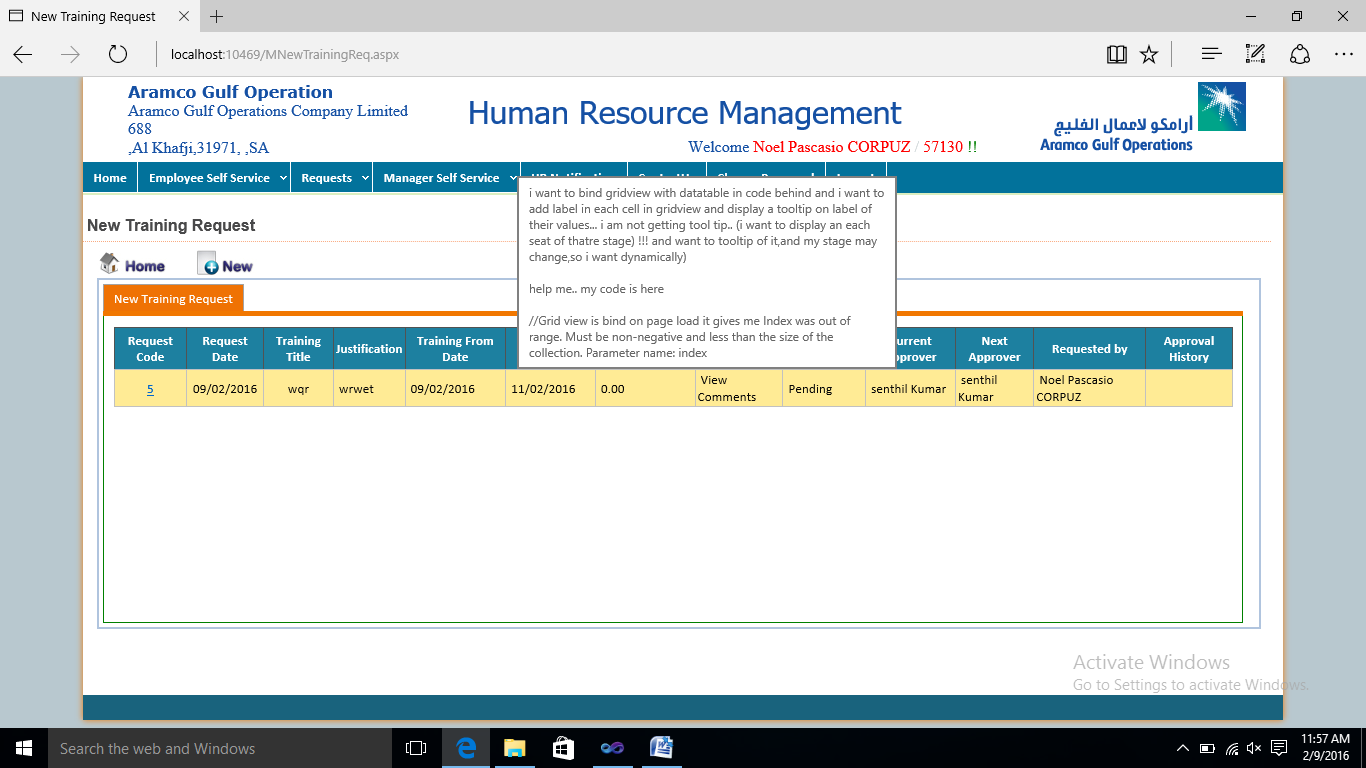 New Training Request
localhost:10469/MNewTrainingReq.aspx
Aramco Gulf Operation
Aramco Gulf Operations Company Limited
688
,Al Khafji,31971, ,SA
Human Resource Management
Welcome Noel Pascasio CORPUZ / 57130 !!
أرامكو لأعمال الخليج
Aramco Gulf Operations
Home
Employee Self Service
Requests
Manager Self Service
New Training Request
Home
New
New Training Request
i want to bind gridview with datatable in code behind and i want to
add label in each cell in gridview and display a tooltip on label of
their values... i am not getting tool tip.. (i want to display an each
seat of thatre stage) !!! and want to tooltip of it,and my stage may
change,so i want dynamically)
help me.. my code is here
//Grid view is bind on page load it gives me Index was out of
range. Must be non-negative and less than the size of the
collection. Parameter name: index
Request Code
Request Date
Training Title
Justification
Training From Date
Next Approver
Requested by
Approval History
5
09/02/2016
wqr
wrwet
09/02/2016
11/02/2016
0.00
View Comments
Pending
senthil Kumar
senthil Kumar
Noel Pascasio CORPUZ
Activate Windows
Go to Settings to activate Windows.
Search the web and Windows
11:57 AM
2/9/2016